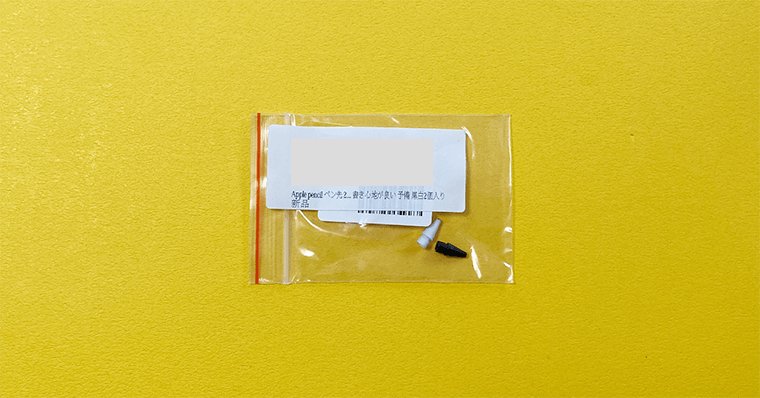 Apple pencil ペン先 2... 書き心地が良い 予備 黒白2個入り
新品